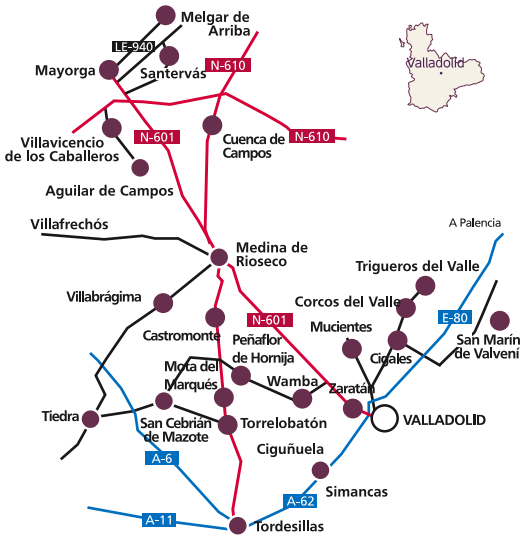 Melgar de
Arriba
LE-940
Mayorga
Santervás
N-610
Valladolid
N-601
Cuenca de
Campos
N-610
Villavicencio
de los Caballeros
Aguilar de Campos
Villafrechós
A Palencia
Medina de
Rioseco
Trigueros del Valle
Villabrágima
Corcos del Valle
E-80
N-601
Mucientes
Castromonte
Peñaflor
de Hornija
San Marín
de Valvení
Cigales
Mota del
Marqués
Wamba
Zaratán
Tiedra
San Cebrián
de Mazote
Torrelobatón
VALLADOLID
Ciguñuela
A-6
Simancas
A-62
A-11
Tordesillas